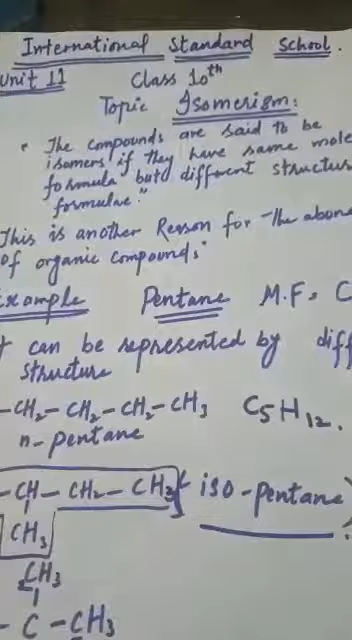 International Standard School.
Unit 11 Class 10th
Topic Isomerism:
" The compounds are said to be
isomers if they have same mole
formula but different structur
formulae."
This is another Reason for the abon
of organic compounds"
Example Pentane M.F. C
t can be represented by diff
structure
-CH2-CH2-CH2-CH3 C5H12.
n-pentane
-CH-CH2-CH3 iso-pentane
CH3
CH3
-C-CH3